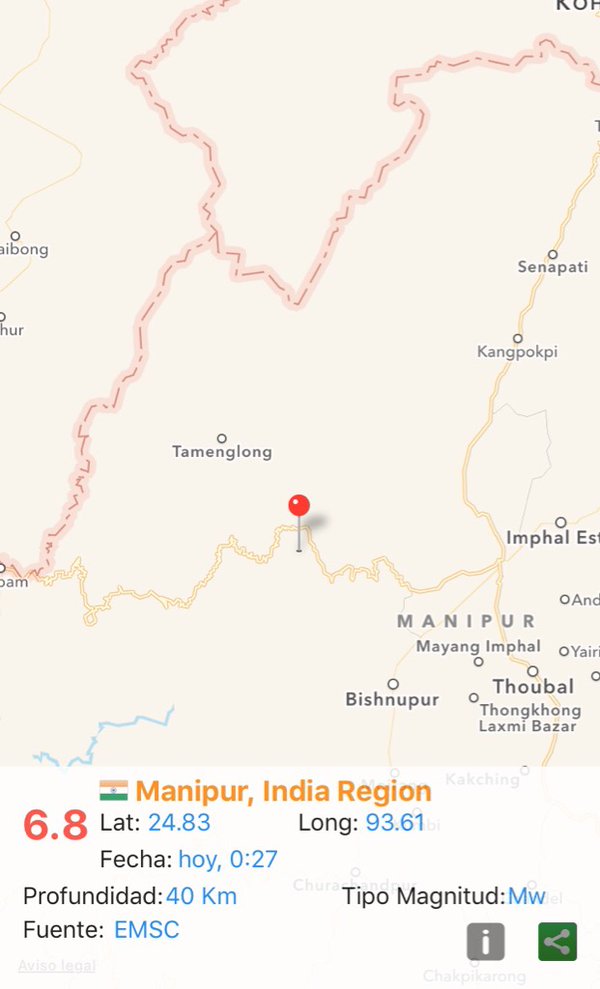 KOH
aibong
Senapati
hur
Kangpokpi
Tamenglong
Imphal Est
bam
And
MANIPUR
Mayang Imphal
Yairi
Bishnupur
Thoubal
Thongkhong
Laxmi Bazar
Kakching
Manipur, India Region
6.8 Lat: 24.83 Long: 93.61
Fecha: hoy, 0:27
Churachandpur
Profundidad: 40 Km Tipo Magnitud: Mw
Fuente: EMSC
Aviso legal
Chakpikarong